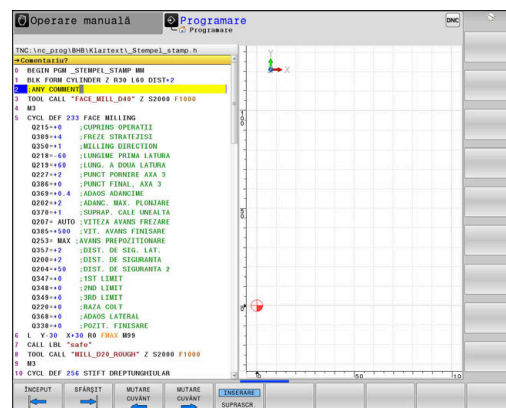 Operare manuală
Programare
Programare
DNC
TNC:\nc_prog\BHB\Klartext\_Stempel_stamp.h
→Comentariu?
0 BEGIN PGM _STEMPEL_STAMP MM
1 BLK FORM CYLINDER Z R30 L60 DIST+2
2 ;ANY COMMENT
3 TOOL CALL "FACE_MILL_D40" Z S2000 F1000
4 M3
5 CYCL DEF 233 FACE MILLING
Q215=+0 ;CUPRINS OPERATII
Q389=+4 ;FREZE STRATEJISI
Q350=+1 ;MILLING DIRECTION
Q218=-60 ;LUNGIME PRIMA LATURA
Q219=+60 ;LUNG. A DOUA LATURA
Q227=+2 ;PUNCT PORNIRE AXA 3
Q386=+0 ;PUNCT FINAL, AXA 3
Q369=+0.4 ;ADAOS ADANCIME
Q202=+2 ;ADANC. MAX. PLONJARE
Q370=+1 ;SUPRAP. CALE UNEALTA
Q207= AUTO ;VITEZA AVANS FREZARE
Q385=+500 ;VIT. AVANS FINISARE
Q253= MAX ;AVANS PREPOZITIONARE
Q357=+2 ;DIST. DE SIG. LAT.
Q200=+2 ;DIST. DE SIGURANTA
Q204=+50 ;DIST. DE SIGURANTA 2
Q347=+0 ;1ST LIMIT
Q348=+0 ;2ND LIMIT
Q349=+0 ;3RD LIMIT
Q220=+0 ;RAZA COLT
Q368=+0 ;ADAOS LATERAL
Q338=+0 ;POZIT. FINISARE
6 L Y-30 X+30 R0 FMAX M99
7 CALL LBL "safe"
8 TOOL CALL "MILL_D20_ROUGH" Z S2000 F1000
9 M3
10 CYCL DEF 256 STIFT DREPTUNGHIULAR
Y
X
100
50
0
0
50
10
ÎNCEPUT
SFÂRŞIT
MUTARE CUVÂNT
MUTARE CUVÂNT
INSERARE
SUPRASCR.